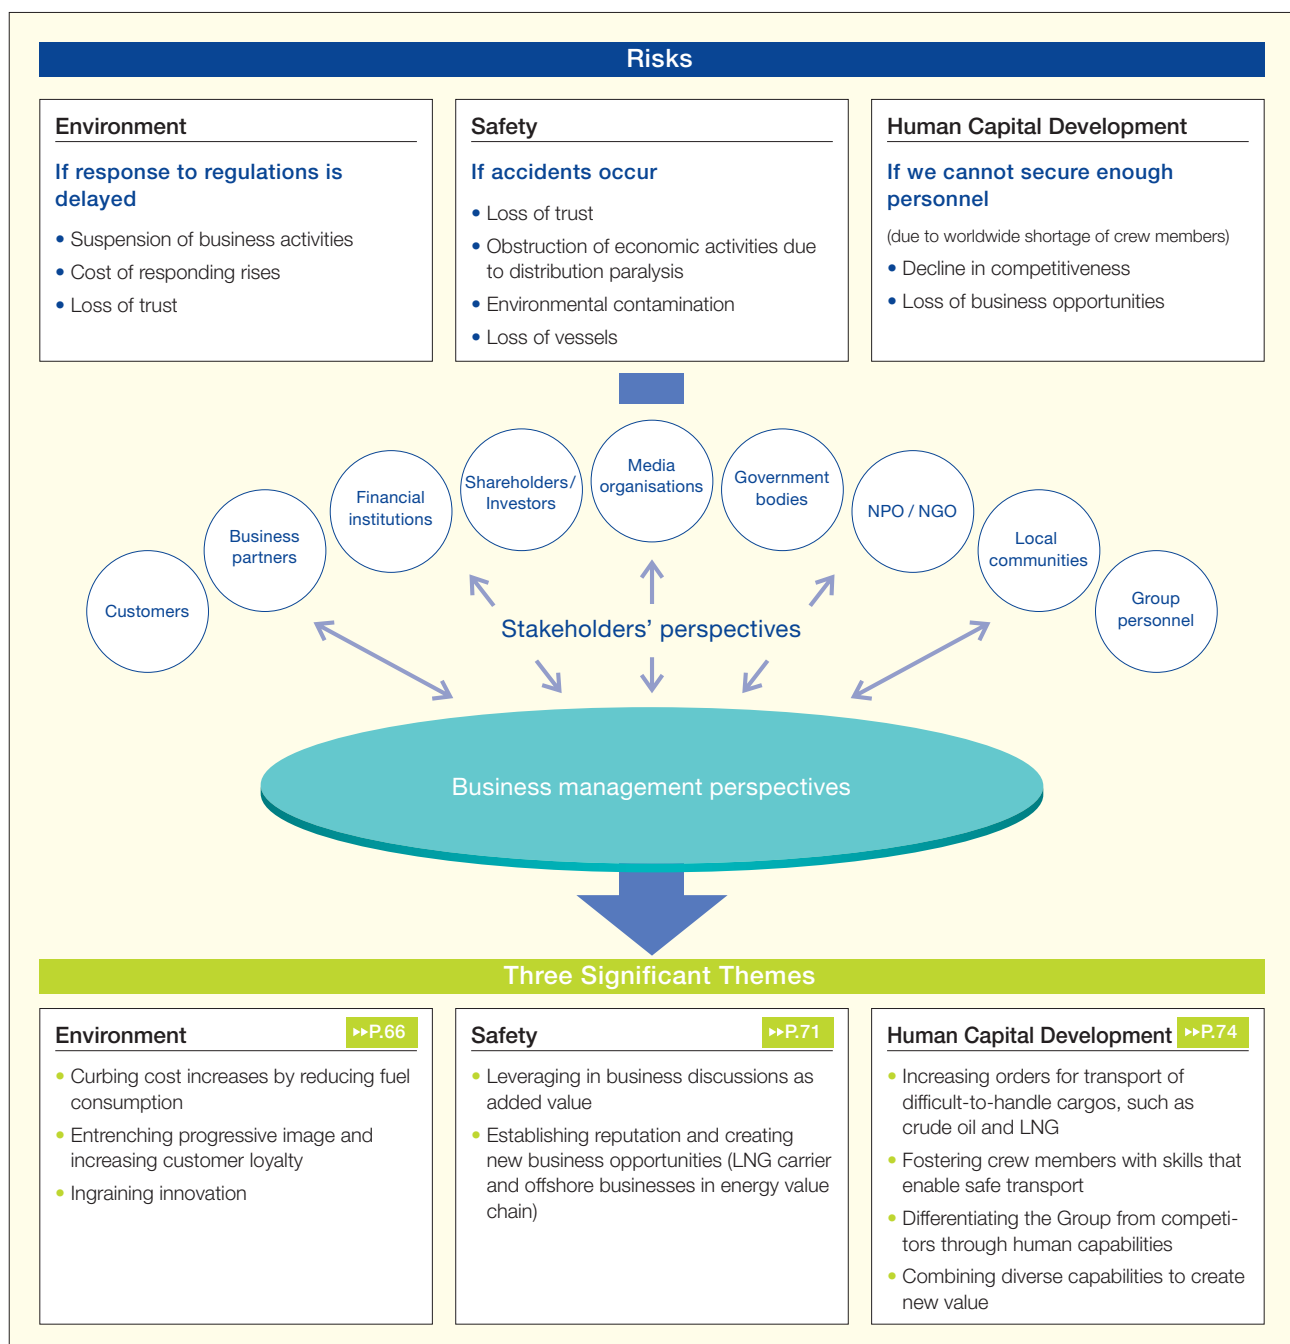 Risks
Environment
If response to regulations is
delayed
• Suspension of business activities
• Cost of responding rises
• Loss of trust
Safety
If accidents occur
• Loss of trust
• Obstruction of economic activities due
to distribution paralysis
• Environmental contamination
• Loss of vessels
Human Capital Development
If we cannot secure enough
personnel
(due to worldwide shortage of crew members)
• Decline in competitiveness
• Loss of business opportunities
Customers
Business
partners
Financial
institutions
Shareholders/
Investors
Media
organisations
Government
bodies
NPO / NGO
Local
communities
Group
personnel
Stakeholders’ perspectives
Business management perspectives
Three Significant Themes
Environment ▸▸P.66
• Curbing cost increases by reducing fuel
consumption
• Entrenching progressive image and
increasing customer loyalty
• Ingraining innovation
Safety ▸▸P.71
• Leveraging in business discussions as
added value
• Establishing reputation and creating
new business opportunities (LNG carrier
and offshore businesses in energy value
chain)
Human Capital Development ▸▸P.74
• Increasing orders for transport of
difficult-to-handle cargos, such as
crude oil and LNG
• Fostering crew members with skills that
enable safe transport
• Differentiating the Group from competi-
tors through human capabilities
• Combining diverse capabilities to create
new value